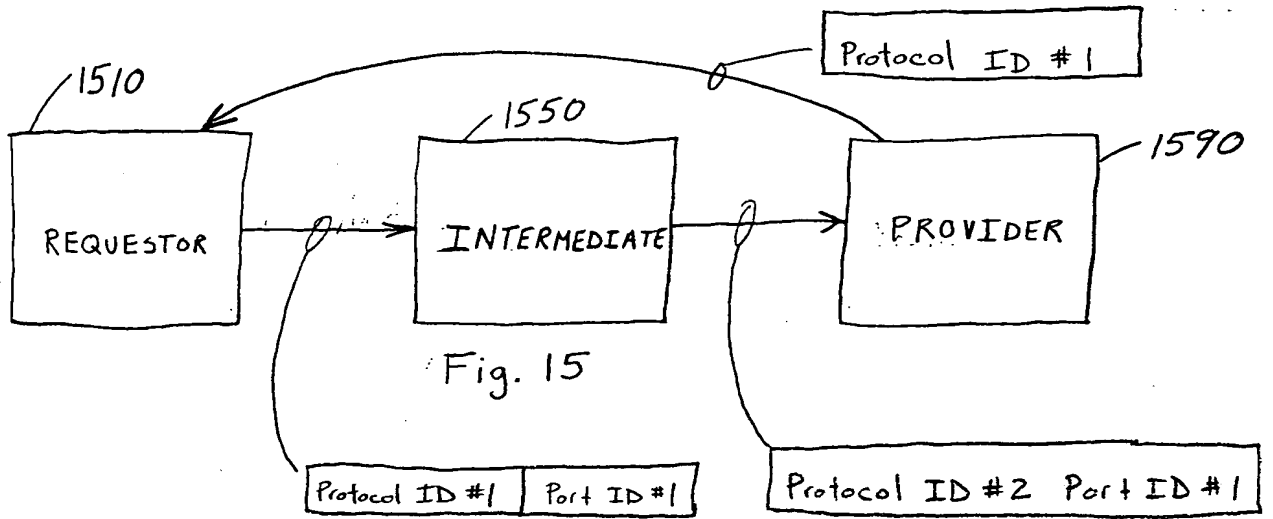 Protocol ID #1
1510
1550
1590
REQUESTOR
INTERMEDIATE
PROVIDER
Fig. 15
Protocol ID #1 Port ID #1
Protocol ID #2 Port ID #1